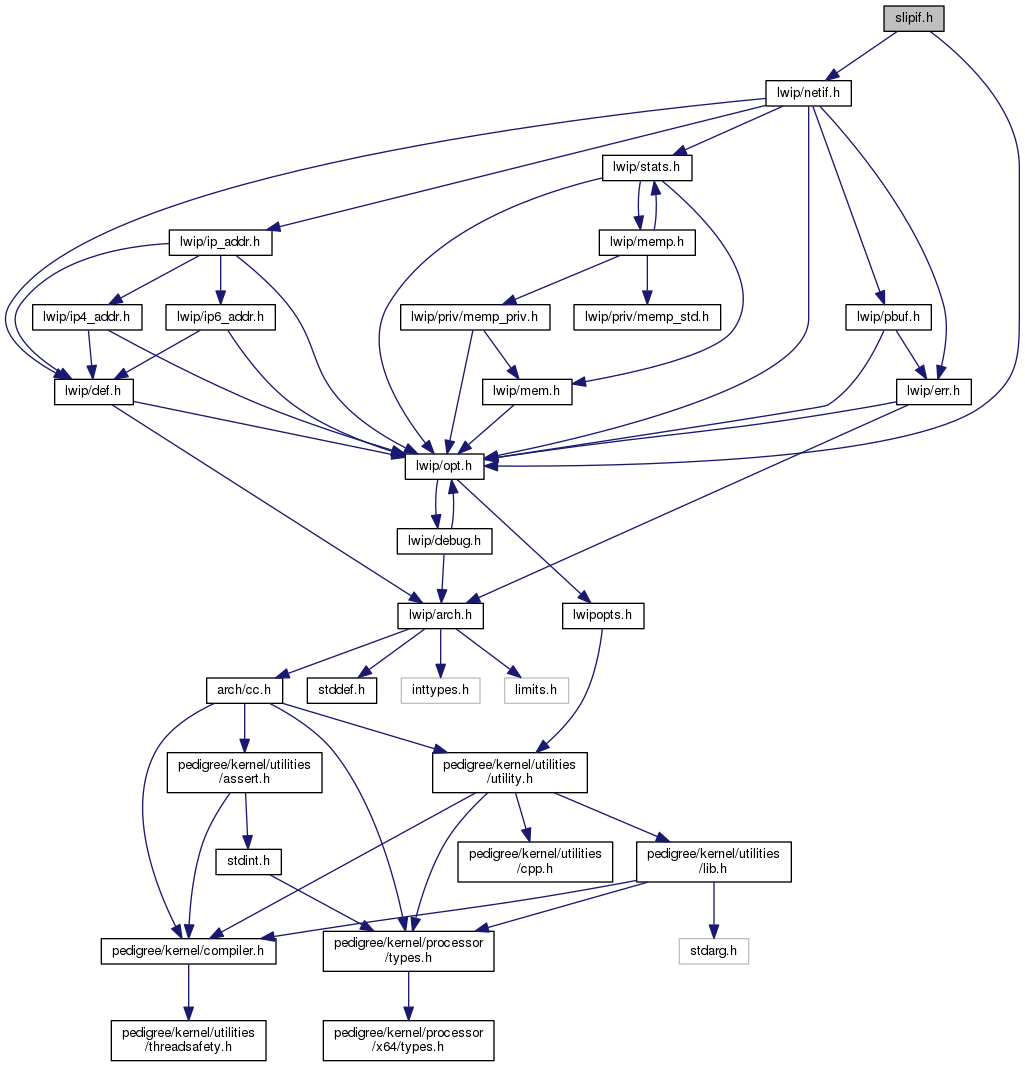 slipif.h
lwip/netif.h
lwip/stats.h
lwip/ip_addr.h
lwip/memp.h
lwip/ip4_addr.h
lwip/ip6_addr.h
lwip/priv/memp_priv.h
lwip/priv/memp_std.h
lwip/pbuf.h
lwip/def.h
lwip/mem.h
lwip/err.h
lwip/opt.h
lwip/debug.h
lwip/arch.h
lwipopts.h
arch/cc.h
stddef.h
inttypes.h
limits.h
pedigree/kernel/utilities
/assert.h
pedigree/kernel/utilities
/utility.h
stdint.h
pedigree/kernel/utilities
/cpp.h
pedigree/kernel/utilities
/lib.h
pedigree/kernel/compiler.h
pedigree/kernel/processor
/types.h
stdarg.h
pedigree/kernel/utilities
/threadsafety.h
pedigree/kernel/processor
/x64/types.h